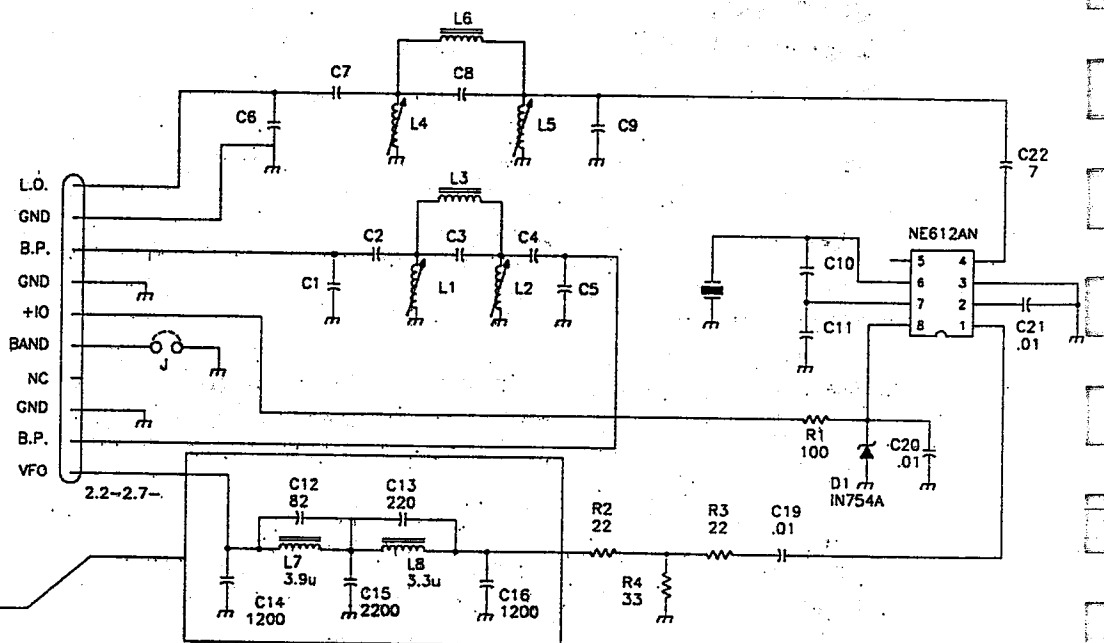 L6
C7
C8
C6
L4
L5
C9
C22
7
L.O.
GND
B.P.
GND
+10
BAND
NC
GND
B.P.
VFO
J
L3
C2
C3
C4
C1
L1
L2
C5
NE612AN
C10
C11
5
4
6
3
7
2
8
1
C21
.01
R1
100
D1
IN754A
C20
.01
2.2-2.7-
C12
82
C13
220
L7
3.9u
L8
3.3u
C14
1200
C15
2200
C16
1200
R2
22
R3
22
C19
.01
R4
33